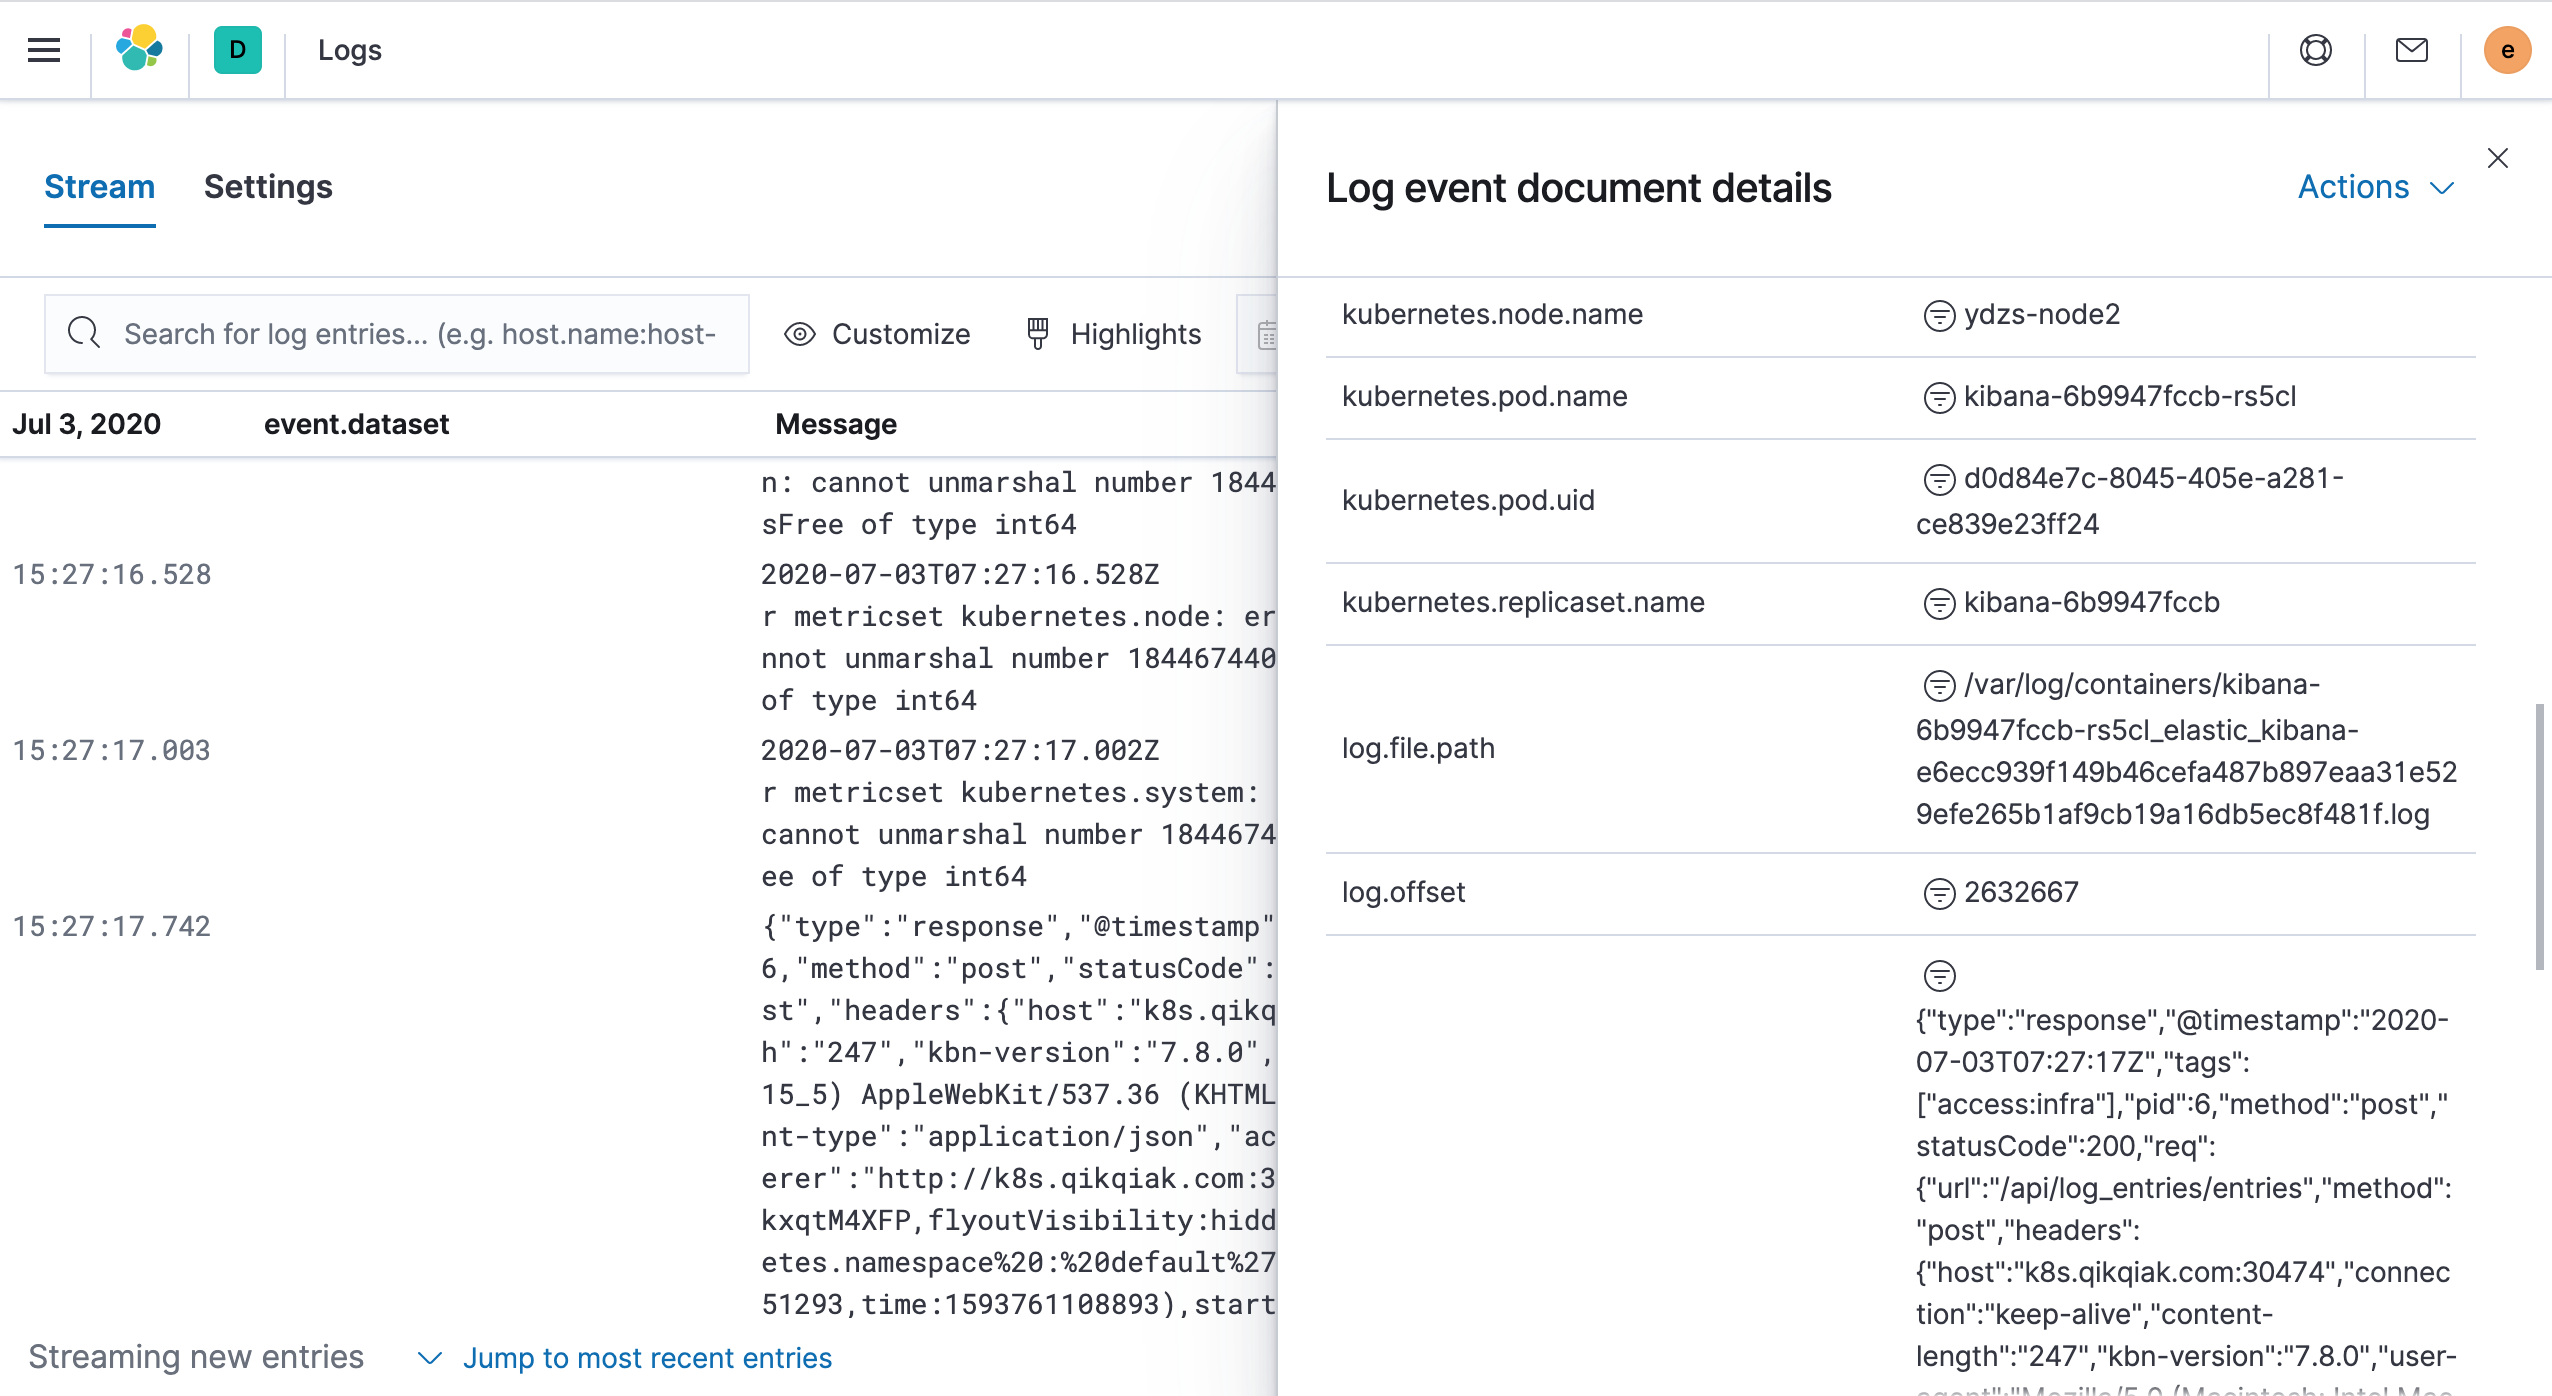 D
Logs
e
Stream
Settings
Log event document details
Actions
Search for log entries... (e.g. host.name:host-
Customize
Highlights
Jul 3, 2020
event.dataset
Message
n: cannot unmarshal number 1844
sFree of type int64
15:27:16.528
2020-07-03T07:27:16.528Z
r metricset kubernetes.node: er
nnot unmarshal number 184467440
of type int64
15:27:17.003
2020-07-03T07:27:17.002Z
r metricset kubernetes.system:
cannot unmarshal number 1844674
ee of type int64
15:27:17.742
{"type":"response","@timestamp"
6,"method":"post","statusCode":
st","headers":{"host":"k8s.qikq
h":"247","kbn-version":"7.8.0",
15_5) AppleWebKit/537.36 (KHTML
nt-type":"application/json","ac
erer":"http://k8s.qikqiak.com:3
kxqtM4XFP,flyoutVisibility:hidd
etes.namespace%20:%20default%27
51293,time:1593761108893),start
Streaming new entries
Jump to most recent entries
kubernetes.node.name
ydzs-node2
kubernetes.pod.name
kibana-6b9947fccb-rs5cl
kubernetes.pod.uid
d0d84e7c-8045-405e-a281-
ce839e23ff24
kubernetes.replicaset.name
kibana-6b9947fccb
log.file.path
/var/log/containers/kibana-
6b9947fccb-rs5cl_elastic_kibana-
e6ecc939f149b46cefa487b897eaa31e52
9efe265b1af9cb19a16db5ec8f481f.log
log.offset
2632667
{"type":"response","@timestamp":"2020-
07-03T07:27:17Z","tags":
["access:infra"],"pid":6,"method":"post","
statusCode":200,"req":
{"url":"/api/log_entries/entries","method":
"post","headers":
{"host":"k8s.qikqiak.com:30474","connec
tion":"keep-alive","content-
length":"247","kbn-version":"7.8.0","user-
agent":"Mozilla/5.0 (Macintosh; Intel Mac